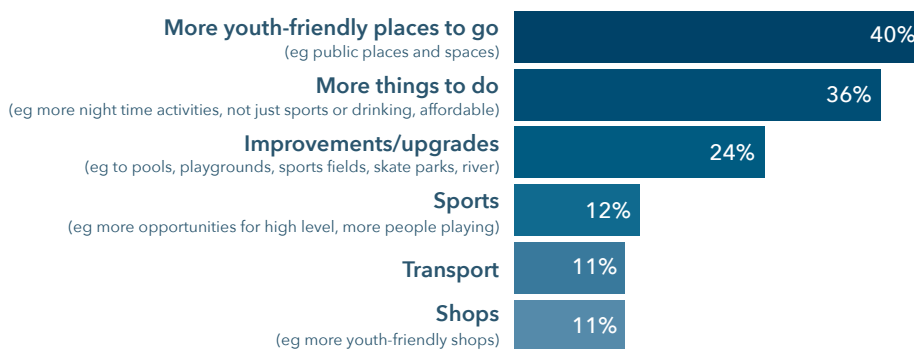 More youth-friendly places to go
(eg public places and spaces)
40%
More things to do
(eg more night time activities, not just sports or drinking, affordable)
36%
Improvements/upgrades
(eg to pools, playgrounds, sports fields, skate parks, river)
24%
Sports
(eg more opportunities for high level, more people playing)
12%
Transport
11%
Shops
(eg more youth-friendly shops)
11%